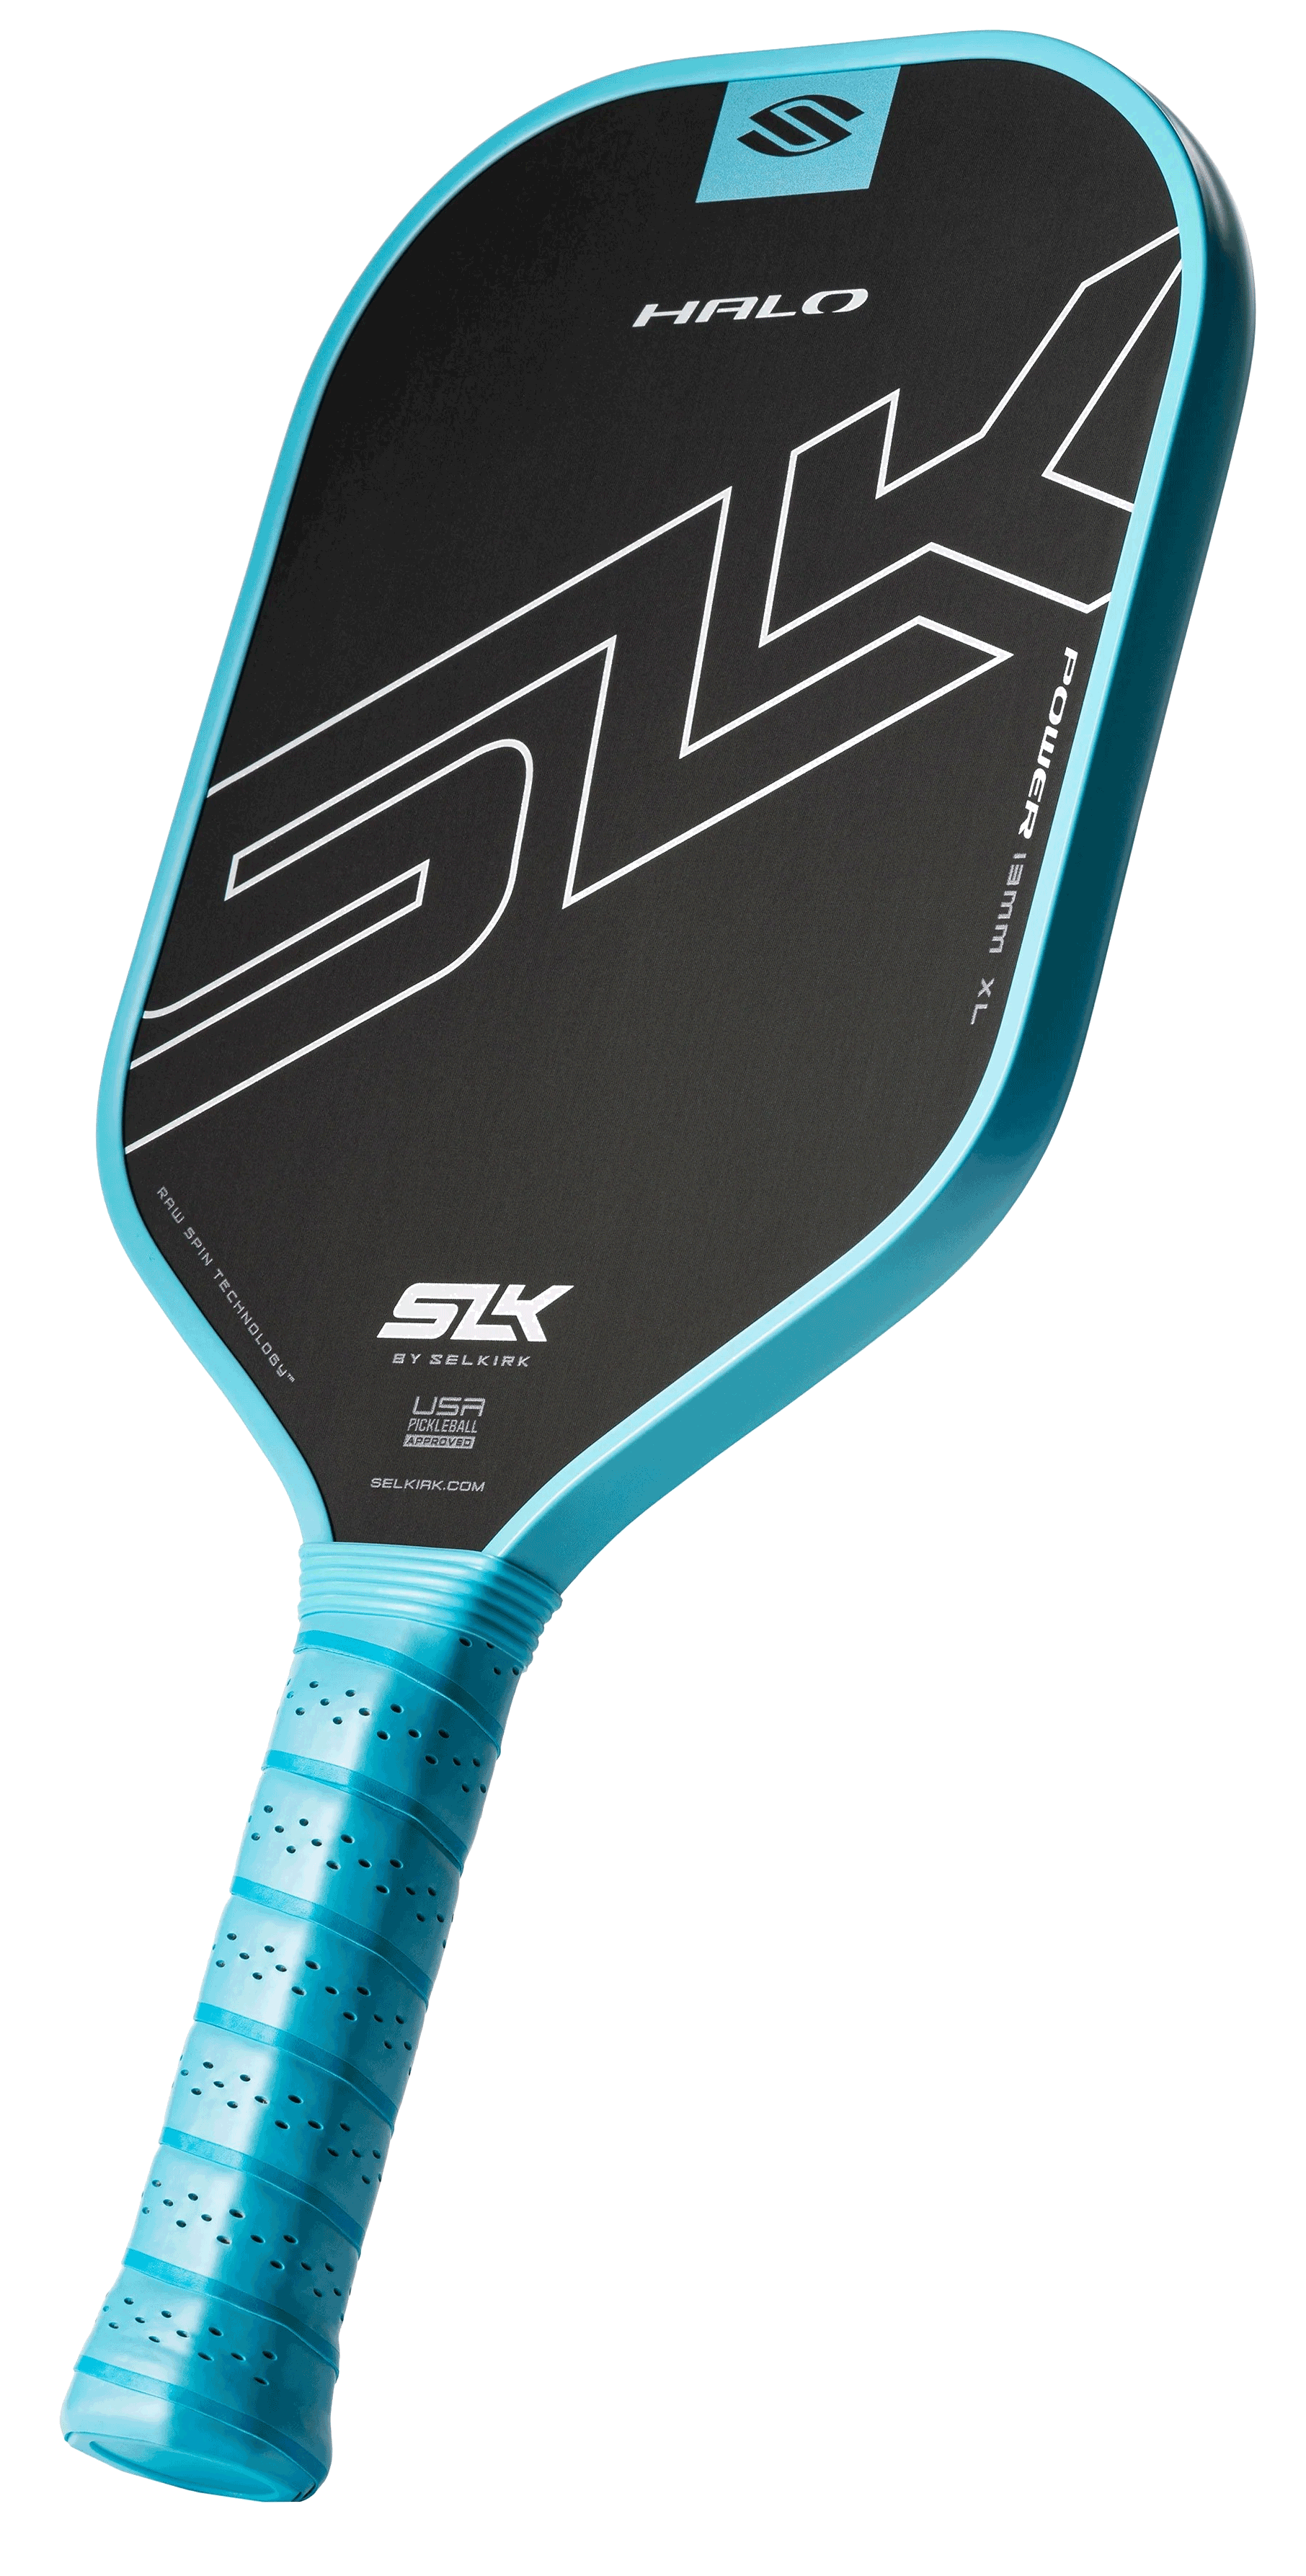 HALO
SLK
POWER 13mm XL
RAW SPIN TECHNOLOGY™
SLK
BY SELKIRK
USA
PICKLEBALL
APPROVED
SELKIRK.COM